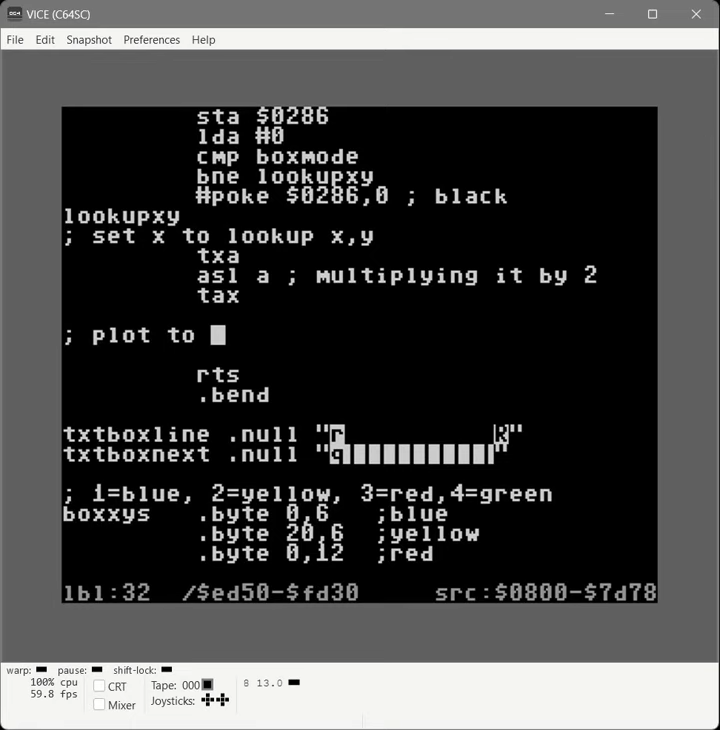 VICE (C64SC)
File Edit Snapshot Preferences Help
sta $0286
lda #0
cmp boxmode
bne lookupxy
#poke $0286,0 ; black
lookupxy
; set x to lookup x,y
txa
asl a ; multiplying it by 2
tax
; plot to
rts
.bend
txtboxline .null "r R"
txtboxnext .null "q "
; 1=blue, 2=yellow, 3=red,4=green
boxxys .byte 0,6 ;blue
.byte 20,6 ;yellow
.byte 0,12 ;red
lbl:32 /$ed50-$fd30 src:$0800-$7d78
warp: pause: shift-lock:
100% cpu
59.8 fps
CRT
Mixer
Tape: 000
Joysticks:
8 13.0